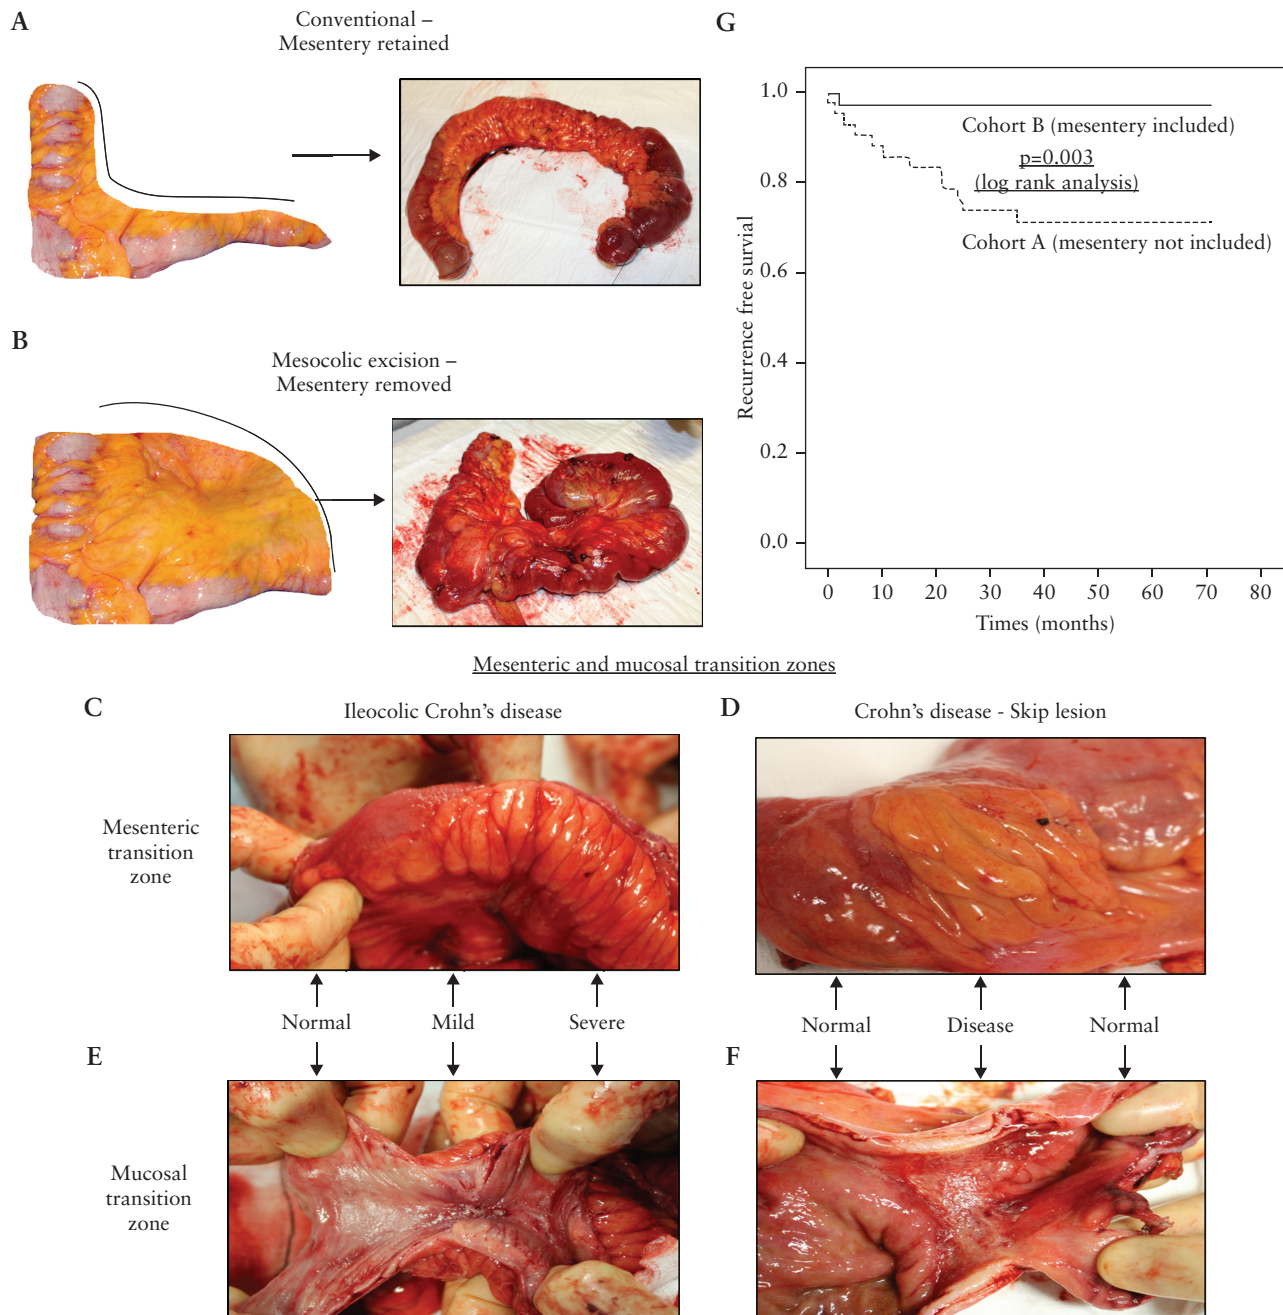 A
Conventional –
Mesentery retained
B
Mesocolic excision –
Mesentery removed
G
Recurrence free survial
1.0
0.8
0.6
0.4
0.2
0.0
Cohort B (mesentery included)
p=0.003
(log rank analysis)
Cohort A (mesentery not included)
0 10 20 30 40 50 60 70 80
Times (months)
Mesenteric and mucosal transition zones
C
Ileocolic Crohn’s disease
D
Crohn’s disease - Skip lesion
Mesenteric
transition
zone
Normal Mild Severe
Normal Disease Normal
E
F
Mucosal
transition
zone